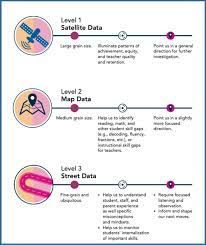 Level 1
Satellite Data
Large grain size.
Illuminate patterns of
achievement, equity,
and teacher quality
and retention.
Point us in a general
direction for further
investigation.
Level 2
Map Data
Medium grain size.
Help us to identify
reading, math, and
other student skill
gaps (e.g., decoding,
fluency, fractions,
etc.), or instructional
skill gaps for
teachers.
Point us in a slightly
more focused
direction.
Level 3
Street Data
Fine-grain and
ubiquitous.
• Help us to understand
student, staff, and
parent experience
as well as specific
misconceptions and
mindsets.
• Help us to monitor
students' internalization
of important skills.
• Require focused
listening and
observation.
• Inform and shape
our next moves.